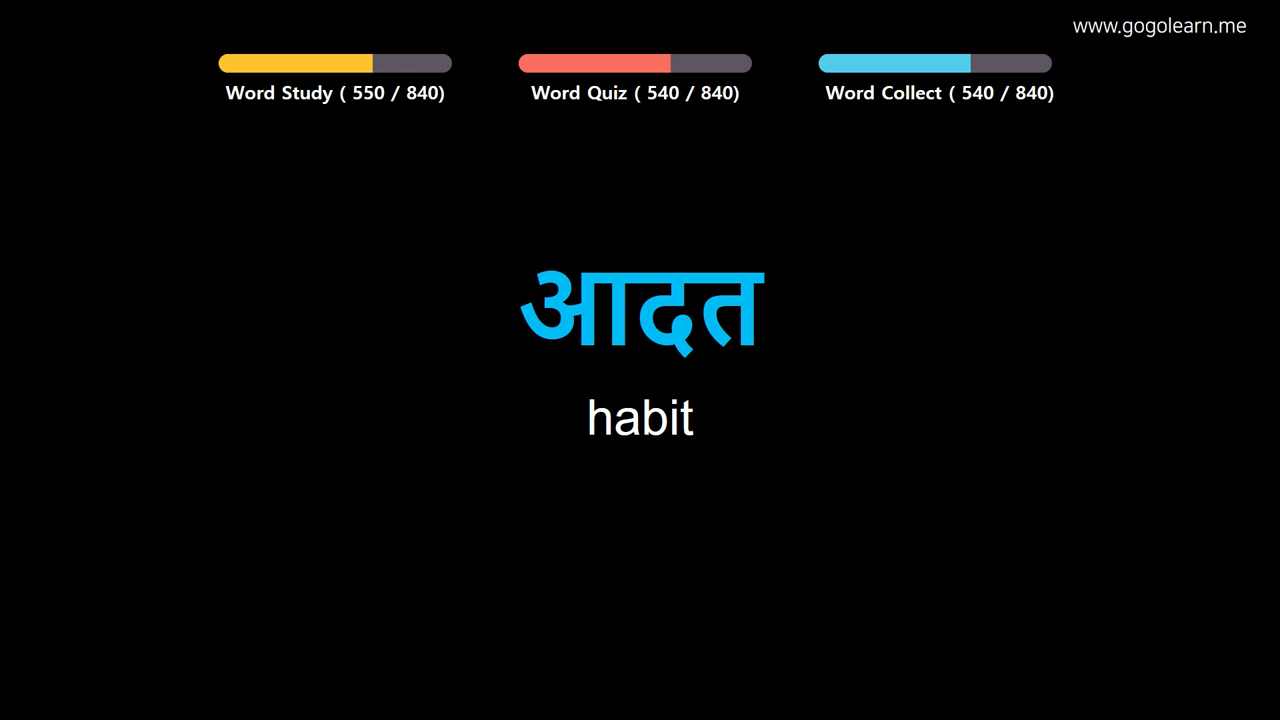 www.gogolearn.me
Word Study ( 550 / 840)
Word Quiz ( 540 / 840)
Word Collect ( 540 / 840)
आदत
habit